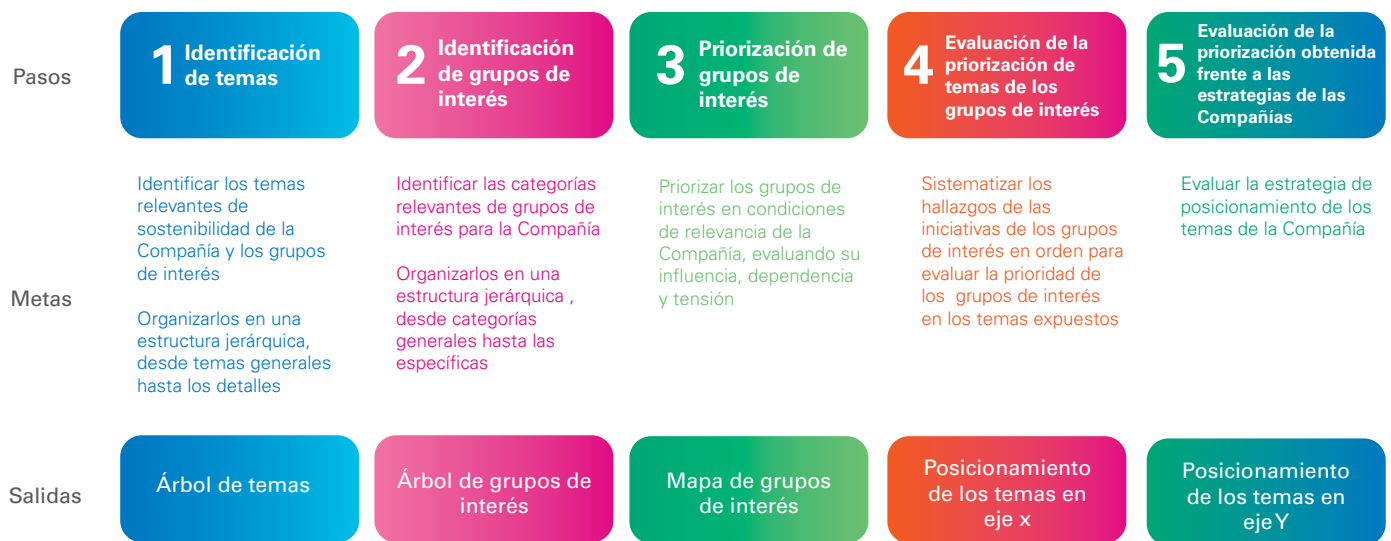 Pasos
1 Identificación
de temas
2 Identificación
de grupos de
interés
3 Priorización de
grupos de
interés
4 Evaluación de la
priorización de
temas de los
grupos de interés
5 Evaluación de la
priorización obtenida
frente a las
estrategias de las
Compañías
Metas
Identificar los temas
relevantes de
sostenibilidad de la
Compañía y los grupos
de interés
Organizarlos en una
estructura jerárquica,
desde temas generales
hasta los detalles
Identificar las categorías
relevantes de grupos de
interés para la Compañía
Organizarlos en una
estructura jerárquica ,
desde categorías
generales hasta las
específicas
Priorizar los grupos de
interés en condiciones
de relevancia de la
Compañía, evaluando su
influencia, dependencia
y tensión
Sistematizar los
hallazgos de las
iniciativas de los grupos
de interés en orden para
evaluar la prioridad de
los grupos de interés
en los temas expuestos
Evaluar la estrategia de
posicionamiento de los
temas de la Compañía
Salidas
Árbol de temas
Árbol de grupos de
interés
Mapa de grupos
de interés
Posicionamiento
de los temas en
eje x
Posicionamiento
de los temas en
eje Y